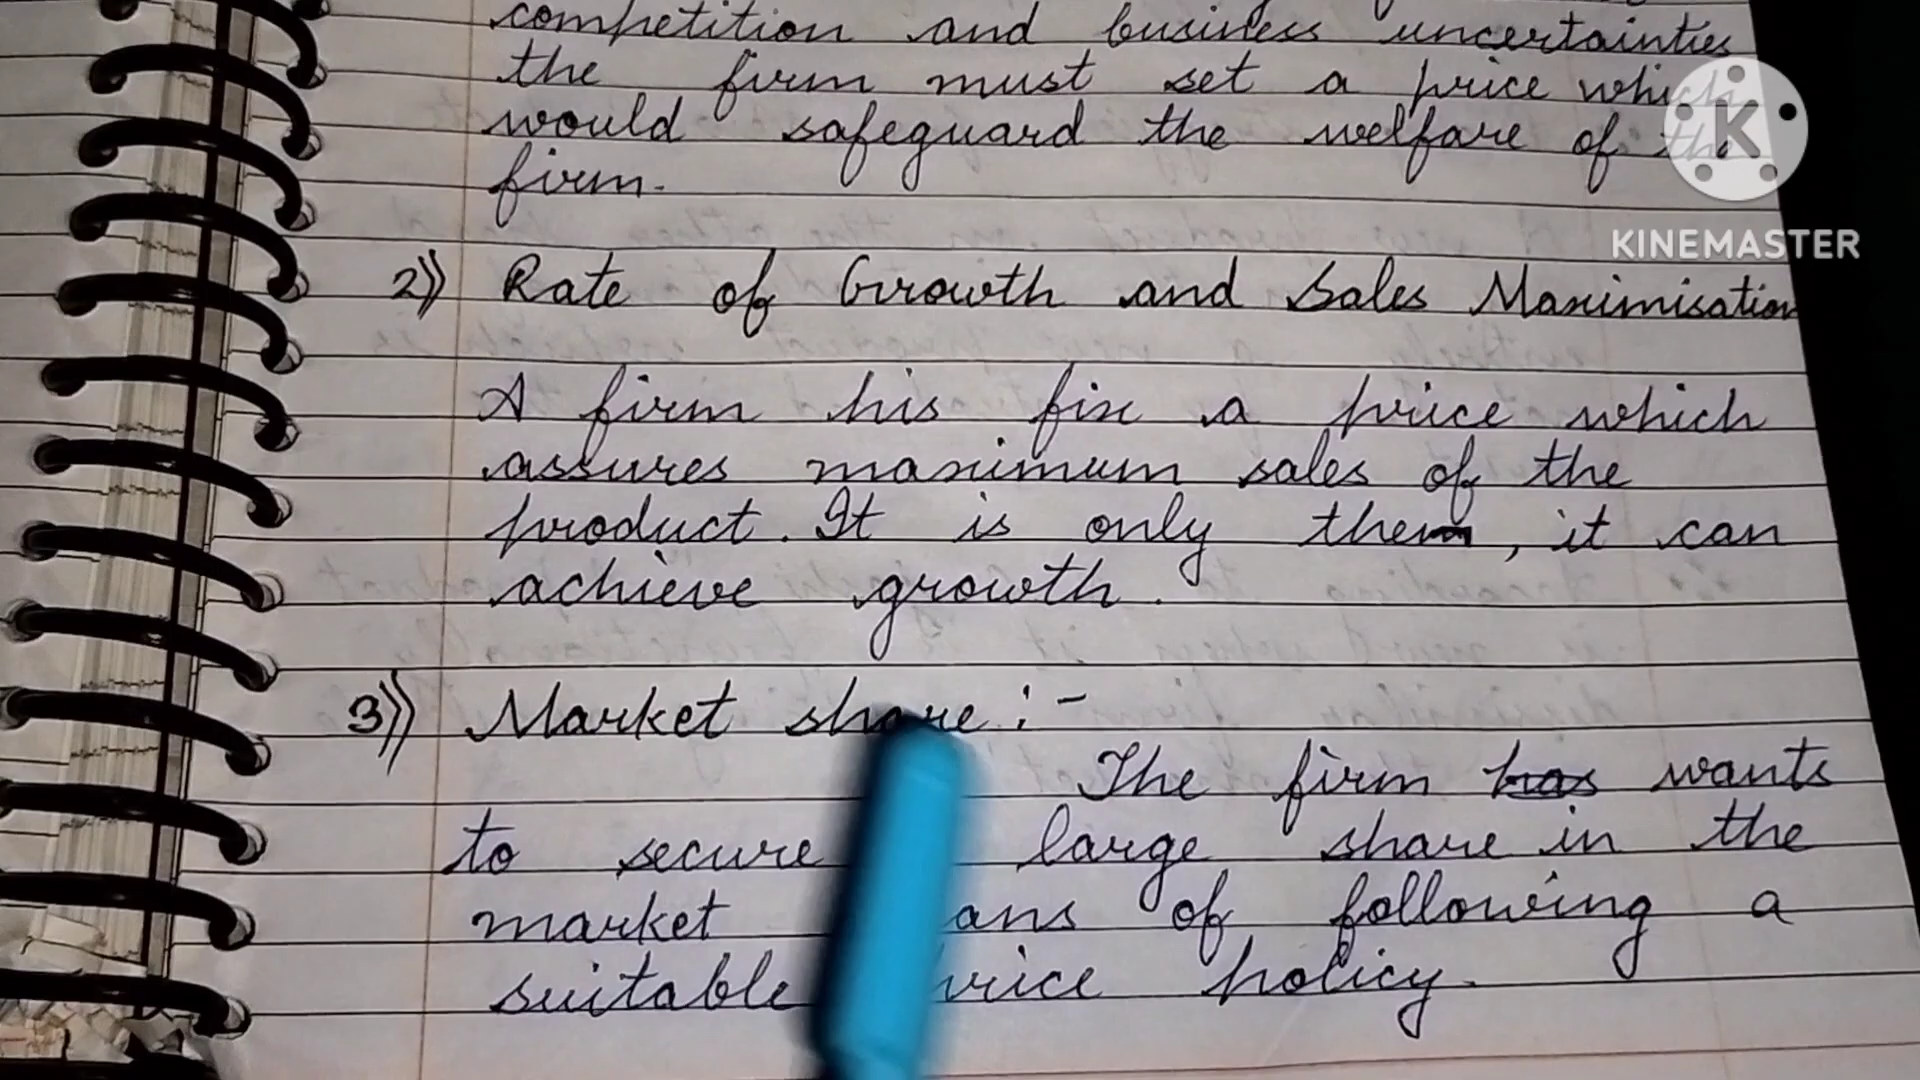 competition and business uncertainties
the firm must set a price which
would safeguard the welfare of the
firm.
K
KINEMASTER
2) Rate of Growth and Sales Maximisation
A firm his fix a price which
assures maximum sales of the
product. It is only then, it can
achieve growth.
3) Market share :-
The firm has wants
to secure large share in the
market ans of following a
suitable price policy.